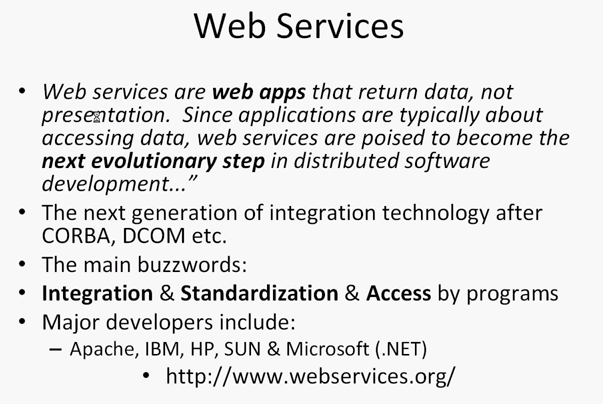 Web Services
• Web services are web apps that return data, not
presentation.  Since applications are typically about
accessing data, web services are poised to become the
next evolutionary step in distributed software
development...”
• The next generation of integration technology after
CORBA, DCOM etc.
• The main buzzwords:
• Integration & Standardization & Access by programs
• Major developers include:
– Apache, IBM, HP, SUN & Microsoft (.NET)
• http://www.webservices.org/